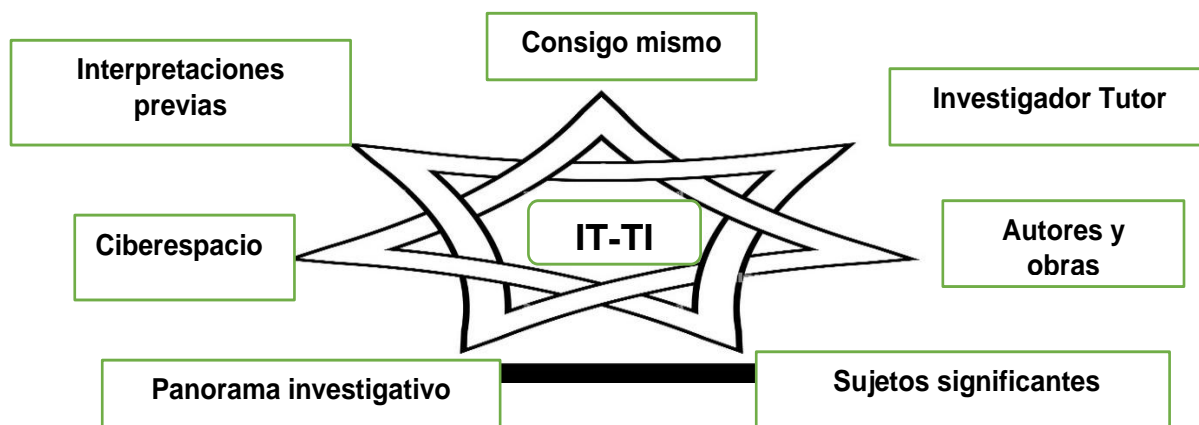 Consigo mismo
Interpretaciones
previas
Investigador Tutor
Ciberespacio
IT-TI
Autores y
obras
Panorama investigativo
Sujetos significantes